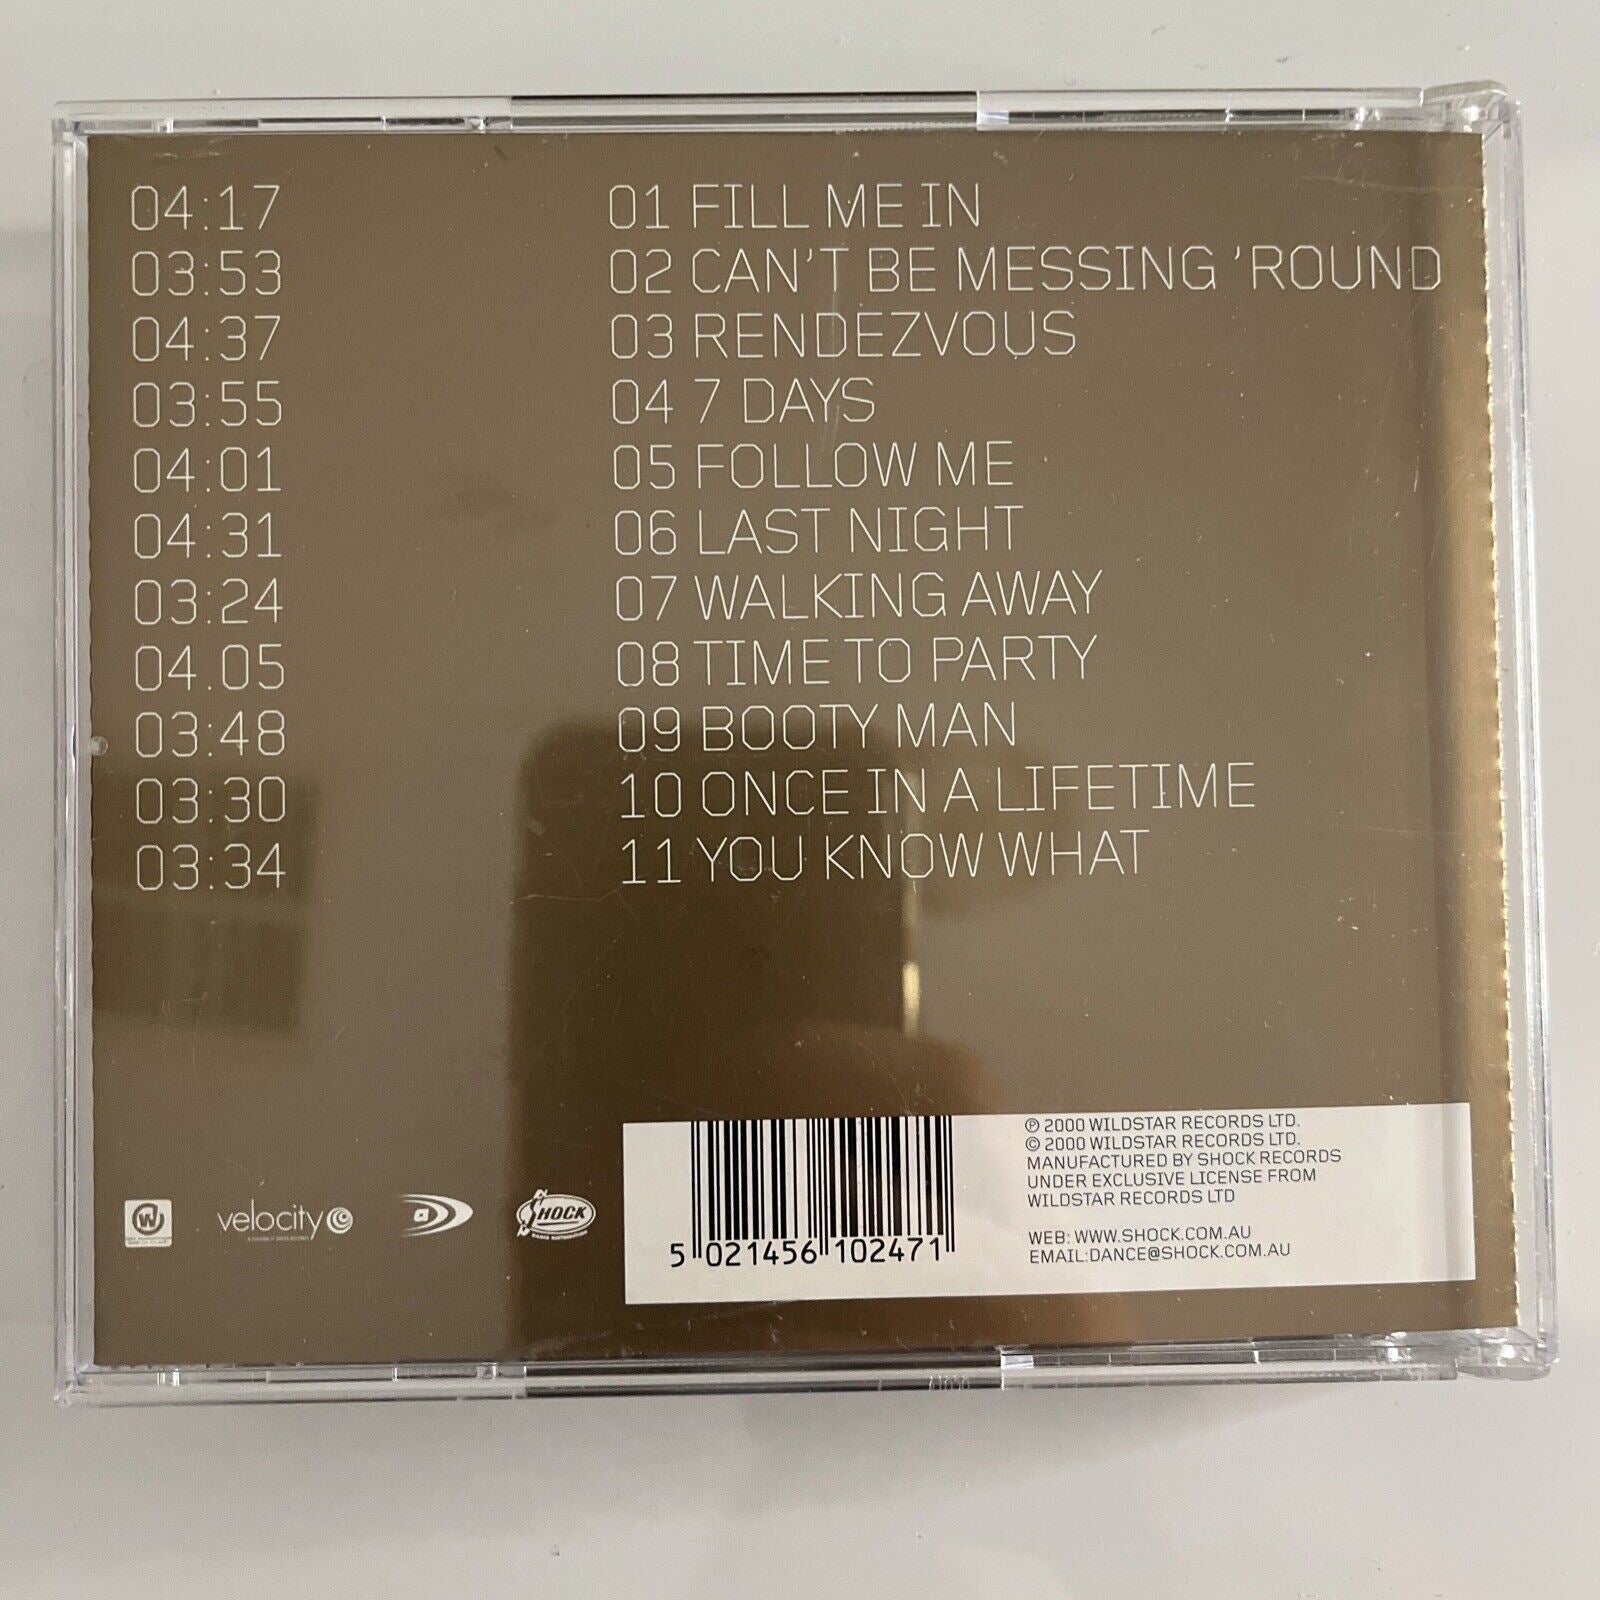 04:17 01 FILL ME IN
03:53 02 CAN'T BE MESSING 'ROUND
04:37 03 RENDEZVOUS
03:55 04 7 DAYS
04:01 05 FOLLOW ME
04:31 06 LAST NIGHT
03:24 07 WALKING AWAY
04.05 08 TIME TO PARTY
03:48 09 BOOTY MAN
03:30 10 ONCE IN A LIFETIME
03:34 11 YOU KNOW WHAT
℗ 2000 WILDSTAR RECORDS LTD.
© 2000 WILDSTAR RECORDS LTD.
MANUFACTURED BY SHOCK RECORDS
UNDER EXCLUSIVE LICENSE FROM
WILDSTAR RECORDS LTD
WEB: WWW.SHOCK.COM.AU
EMAIL:DANCE@SHOCK.COM.AU
velocity
SHOCK
5 021456 102471